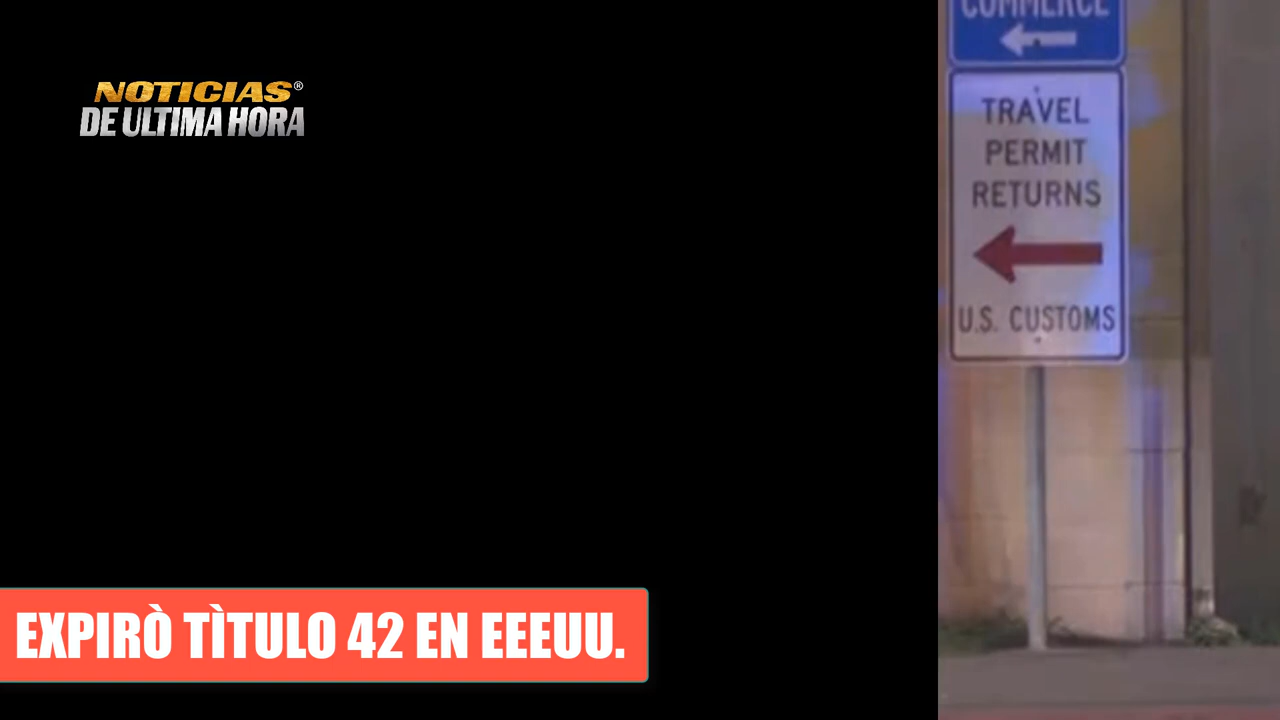 NOTICIAS®
DE ULTIMA HORA
COMMERCE
TRAVEL
PERMIT
RETURNS
U.S. CUSTOMS
EXPIRÒ TÌTULO 42 EN EEEUU.